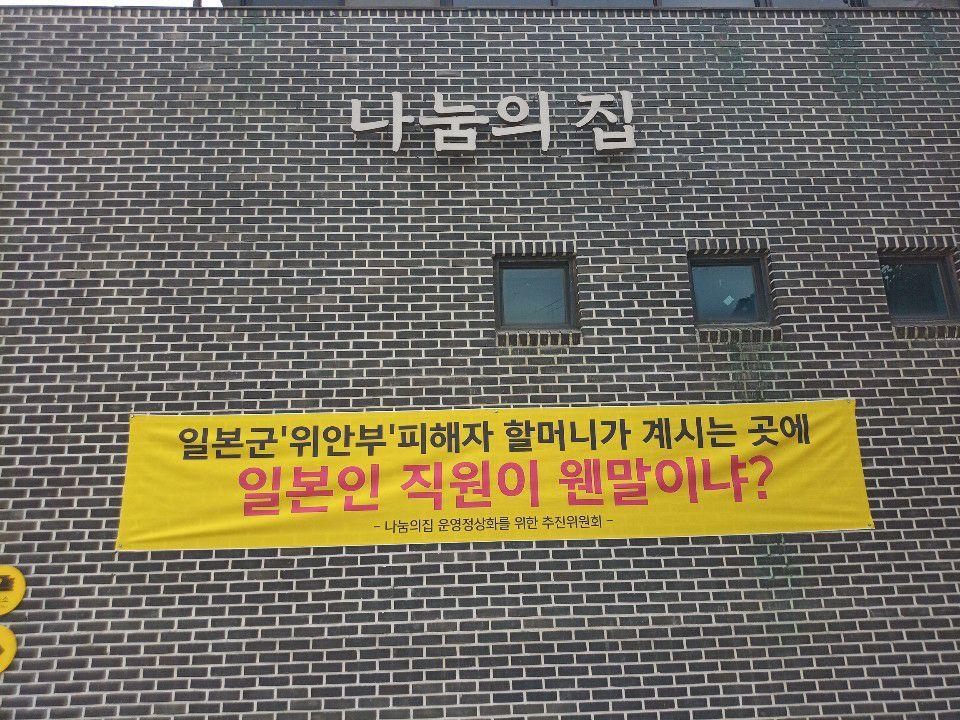 나눔의 집
일본군'위안부'피해자 할머니가 계시는 곳에
일본인 직원이 웬말이냐?
- 나눔의집 운영정상화를 위한 추진위원회 -